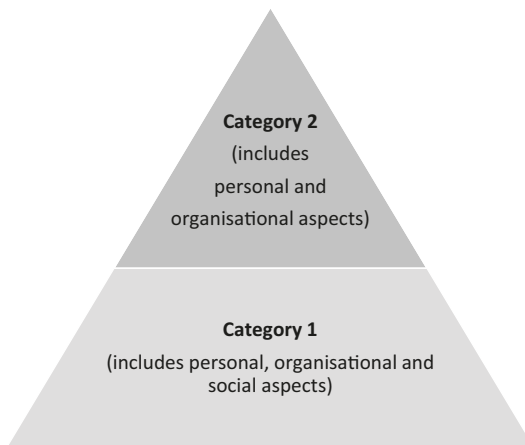 Category 2
(includes
personal and
organisational aspects)
Category 1
(includes personal, organisational and
social aspects)